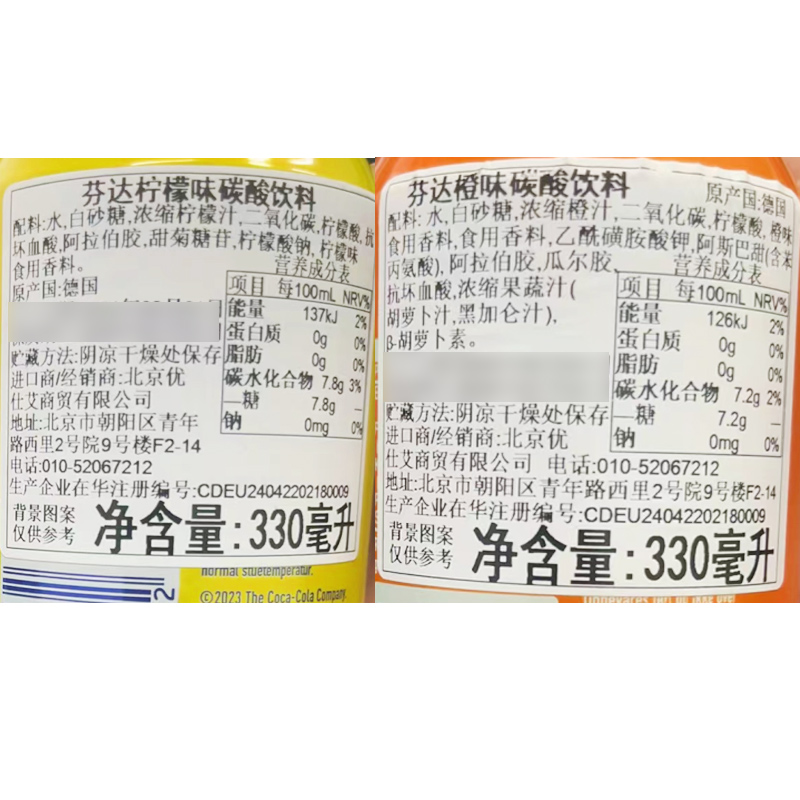 芬达柠檬味碳酸饮料
配料:水,白砂糖,浓缩柠檬汁,二氧化碳,柠檬酸,抗
坏血酸,阿拉伯胶,甜菊糖苷,柠檬酸钠,柠檬味
食用香料。
原产国:德国
营养成分表
项目 每100mL NRV%
能量 137kJ 2%
蛋白质 0g 0%
脂肪 0g 0%
碳水化合物 7.8g 3%
—糖 7.8g —
钠 0mg 0%
贮藏方法:阴凉干燥处保存
进口商/经销商:北京优
仕艾商贸有限公司
地址:北京市朝阳区青年
路西里2号院9号楼F2-14
电话:010-52067212
生产企业在华注册编号:CDEU24042202180009
背景图案
仅供参考
净含量:330毫升
normal stuetemperatur.
©2023 The Coca-Cola Company.
2
芬达橙味碳酸饮料
原产国:德国
配料:水,白砂糖,浓缩橙汁,二氧化碳,柠檬酸,橙味
食用香料,食用香料,乙酰磺胺酸钾,阿斯巴甜(含苯
丙氨酸),阿拉伯胶,瓜尔胶,
抗坏血酸,浓缩果蔬汁(
胡萝卜汁,黑加仑汁),
β-胡萝卜素。
营养成分表
项目 每100mL NRV%
能量 126kJ 2%
蛋白质 0g 0%
脂肪 0g 0%
碳水化合物 7.2g 2%
—糖 7.2g —
钠 0mg 0%
贮藏方法:阴凉干燥处保存
进口商/经销商:北京优
仕艾商贸有限公司 电话:010-52067212
地址:北京市朝阳区青年路西里2号院9号楼F2-14
生产企业在华注册编号:CDEU24042202180009
背景图案
仅供参考
净含量:330毫升